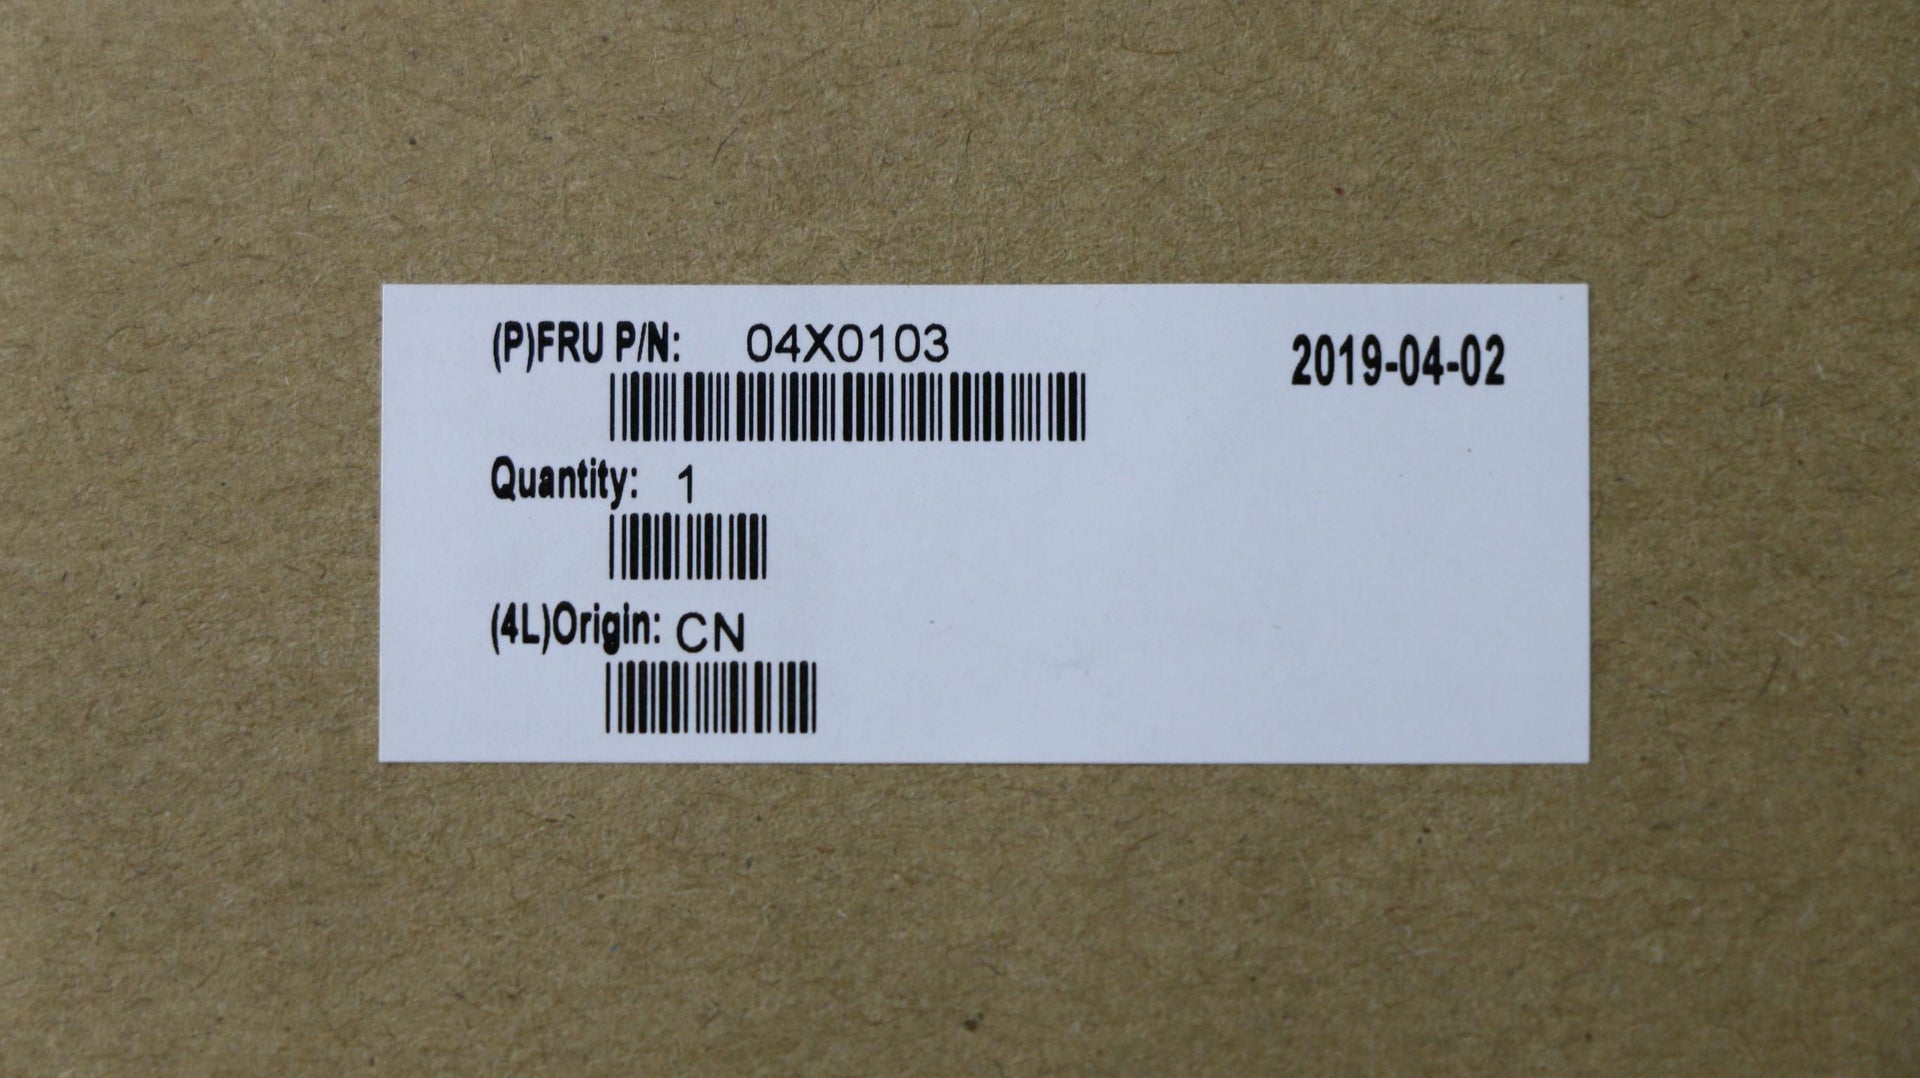 (P)FRU P/N: 04X0103
2019-04-02
Quantity: 1
(4L)Origin: CN